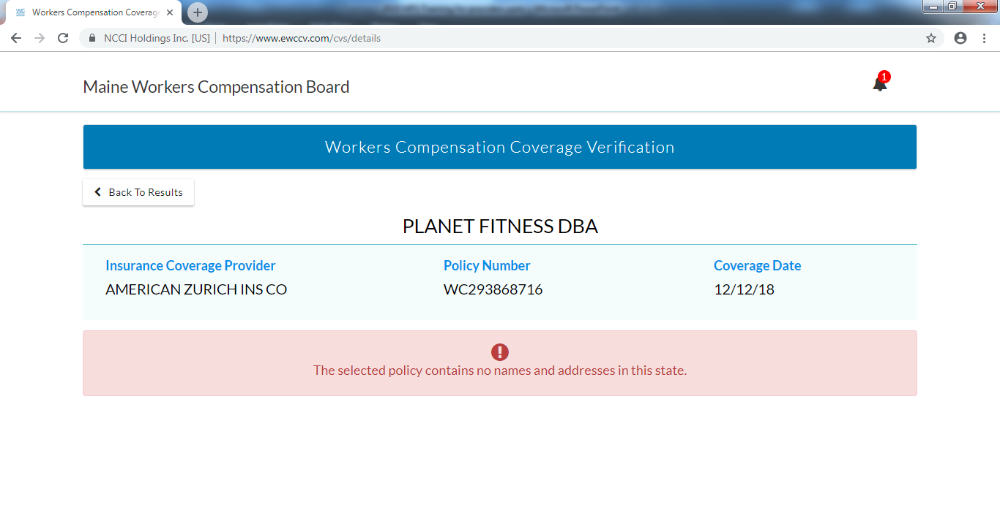 Workers Compensation Coverag
NCCI Holdings Inc. [US] https://www.ewccv.com/cvs/details
Maine Workers Compensation Board
1
Workers Compensation Coverage Verification
Back To Results
PLANET FITNESS DBA
Insurance Coverage Provider Policy Number Coverage Date
AMERICAN ZURICH INS CO WC293868716 12/12/18
The selected policy contains no names and addresses in this state.